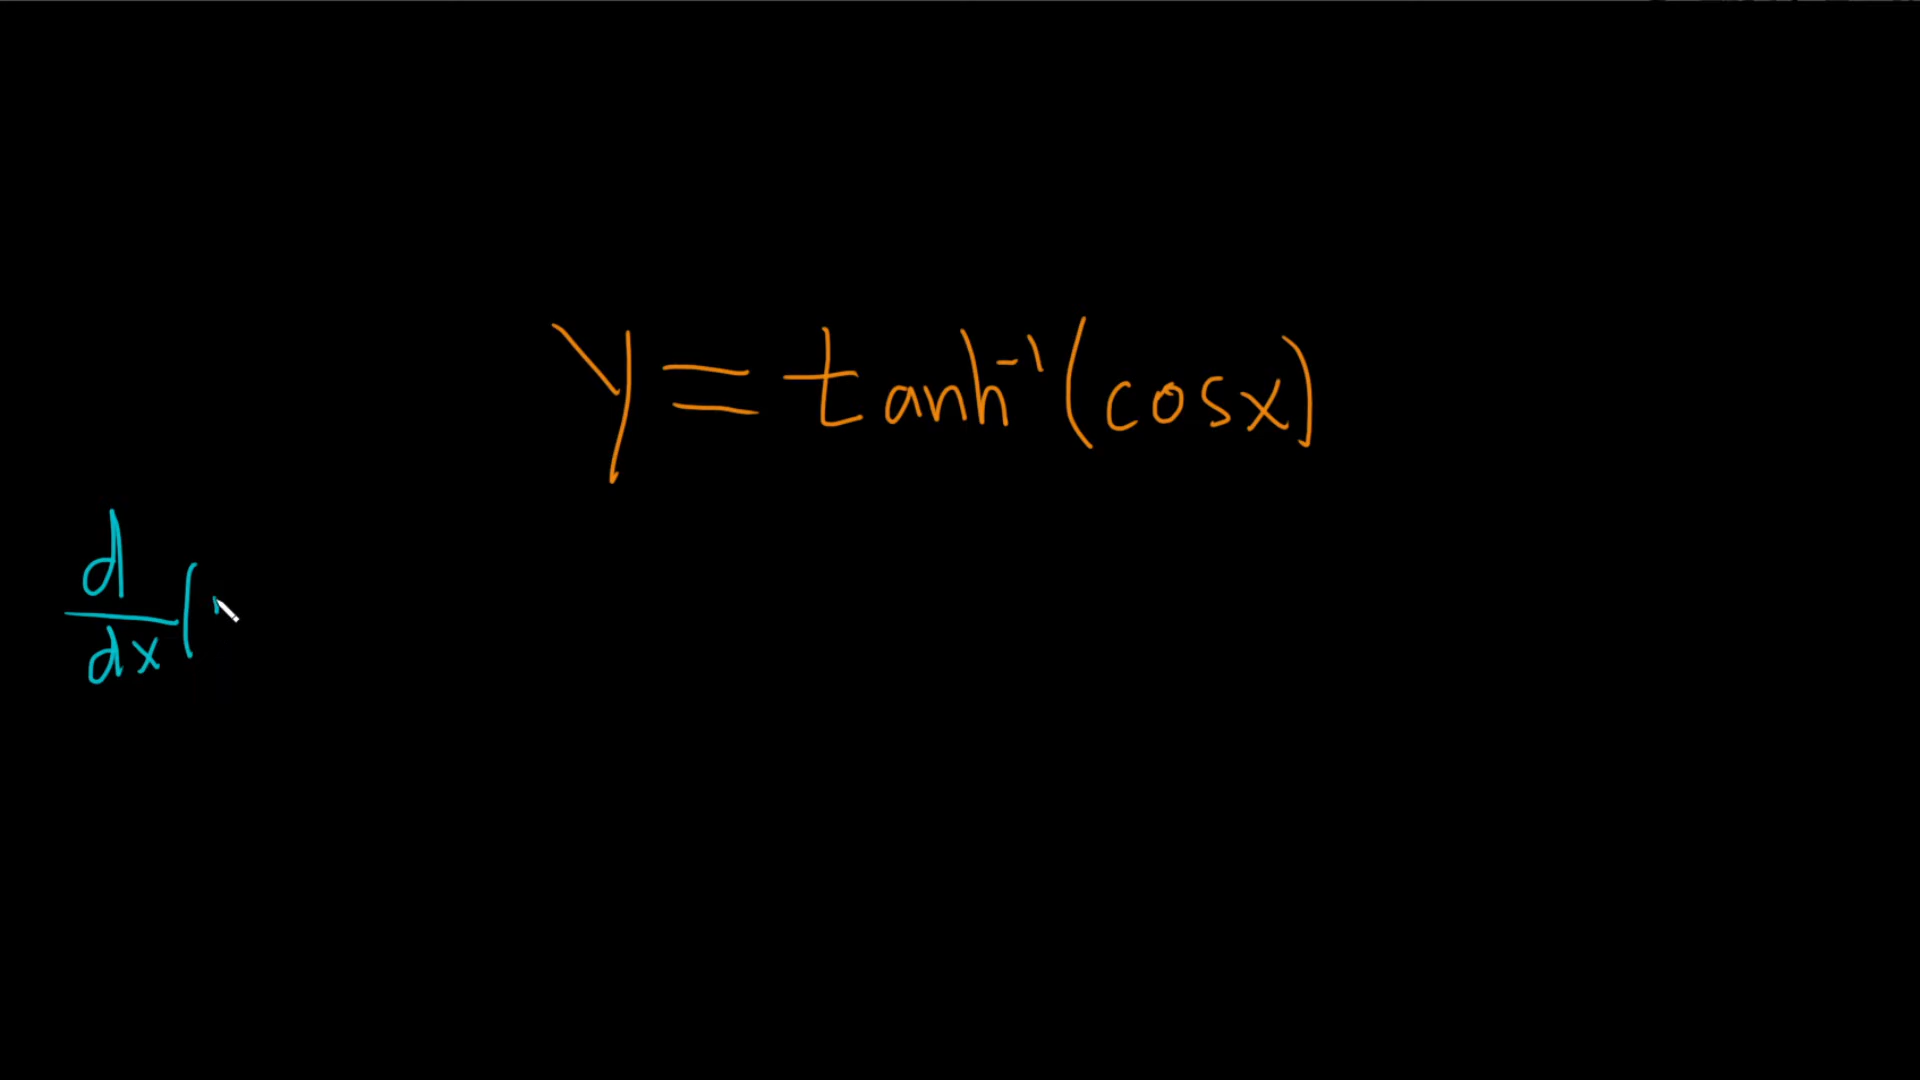 y = tanh⁻¹(cosx)
d/dx (